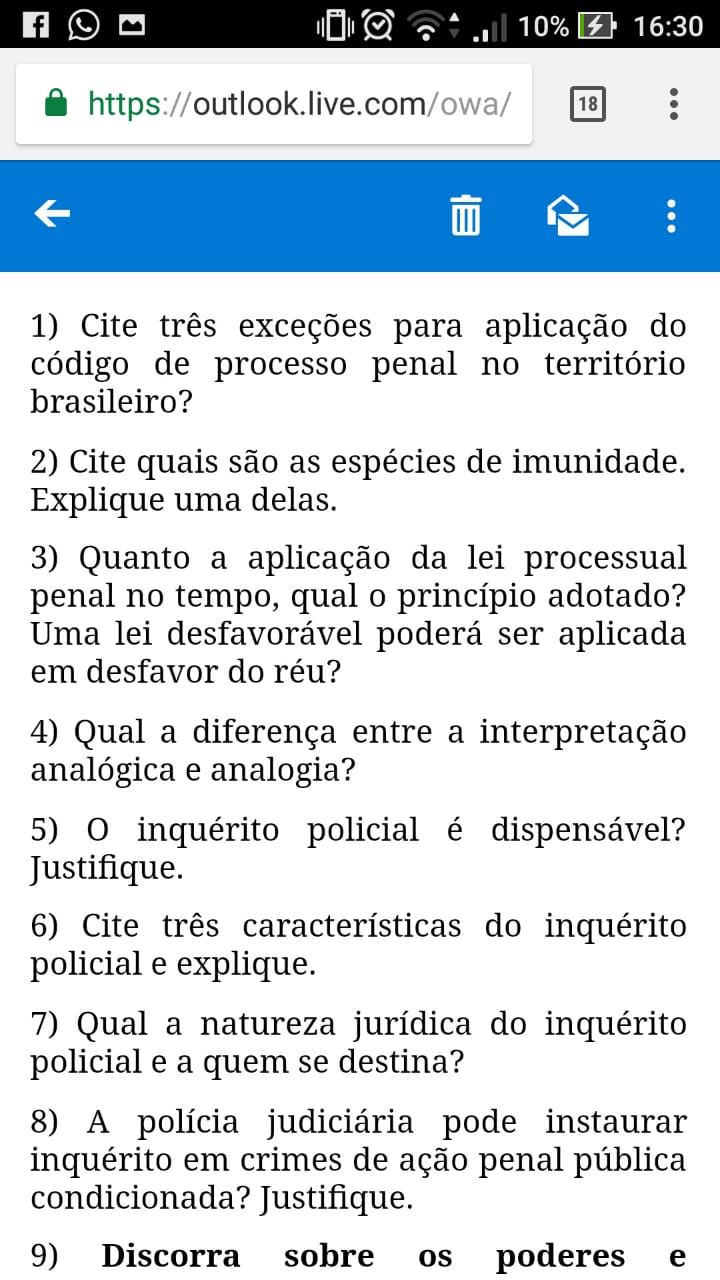 10% 16:30
https://outlook.live.com/owa/ 18
1) Cite três exceções para aplicação do
código de processo penal no território
brasileiro?
2) Cite quais são as espécies de imunidade.
Explique uma delas.
3) Quanto a aplicação da lei processual
penal no tempo, qual o princípio adotado?
Uma lei desfavorável poderá ser aplicada
em desfavor do réu?
4) Qual a diferença entre a interpretação
analógica e analogia?
5) O inquérito policial é dispensável?
Justifique.
6) Cite três características do inquérito
policial e explique.
7) Qual a natureza jurídica do inquérito
policial e a quem se destina?
8) A polícia judiciária pode instaurar
inquérito em crimes de ação penal pública
condicionada? Justifique.
9) Discorra sobre os poderes e